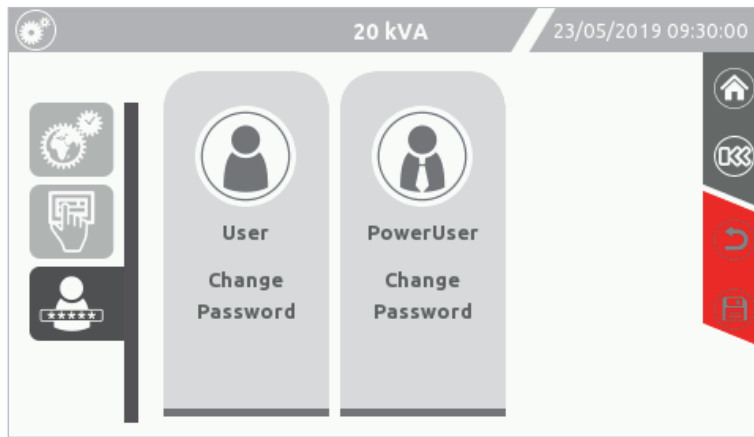 20 kVA
23/05/2019 09:30:00
User
PowerUser
Change
Password
Change
Password
*****